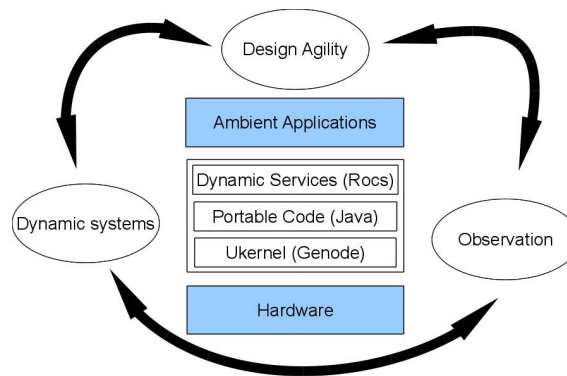 Design Agility
Ambient Applications
Dynamic Services (Rocs)
Dynamic systems
Portable Code (Java)
Observation
Ukernel (Genode)
Hardware